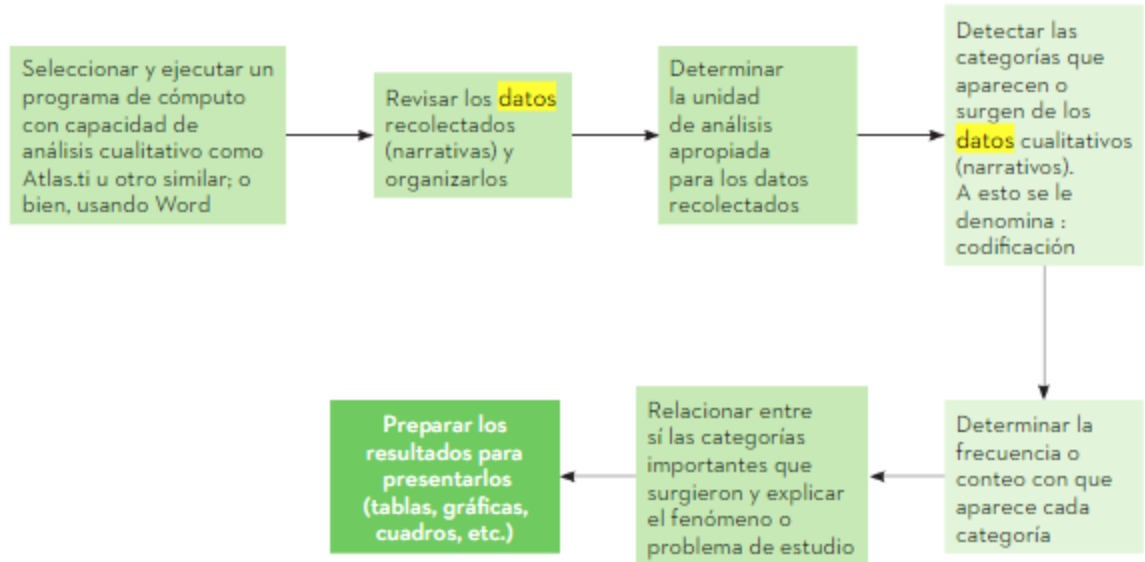 Seleccionar y ejecutar un
programa de cómputo
con capacidad de
análisis cualitativo como
Atlas.ti u otro similar; o
bien, usando Word
Revisar los datos
recolectados
(narrativas) y
organizarlos
Determinar
la unidad
de análisis
apropiada
para los datos
recolectados
Detectar las
categorías que
aparecen o
surgen de los
datos cualitativos
(narrativos).
A esto se le
denomina :
codificación
Determinar la
frecuencia o
conteo con que
aparece cada
categoría
Relacionar entre
sí las categorías
importantes que
surgieron y explicar
el fenómeno o
problema de estudio
Preparar los
resultados para
presentarlos
(tablas, gráficas,
cuadros, etc.)